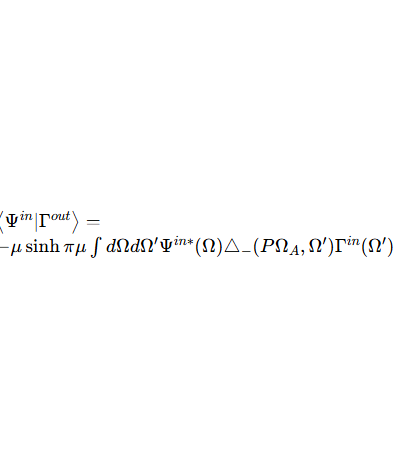 ⟨Ψ^{in}|Γ^{out}⟩ =
−μ sinh πμ ∫ dΩdΩ′Ψ^{in∗}(Ω)△_−(PΩ_A, Ω′)Γ^{in}(Ω′)